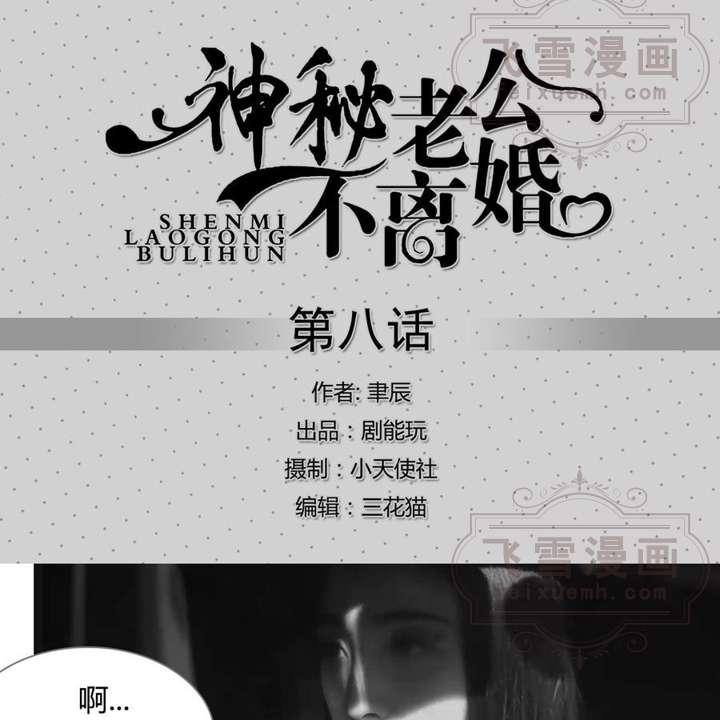 飞雪漫画
feixuemh.com
神秘老公
不离婚
SHENMI
LAOGONG
BULIHUN
第八话
作者: 聿辰
出品：剧能玩
摄制：小天使社
编辑：三花猫
飞雪漫画
feixuemh.com
啊...